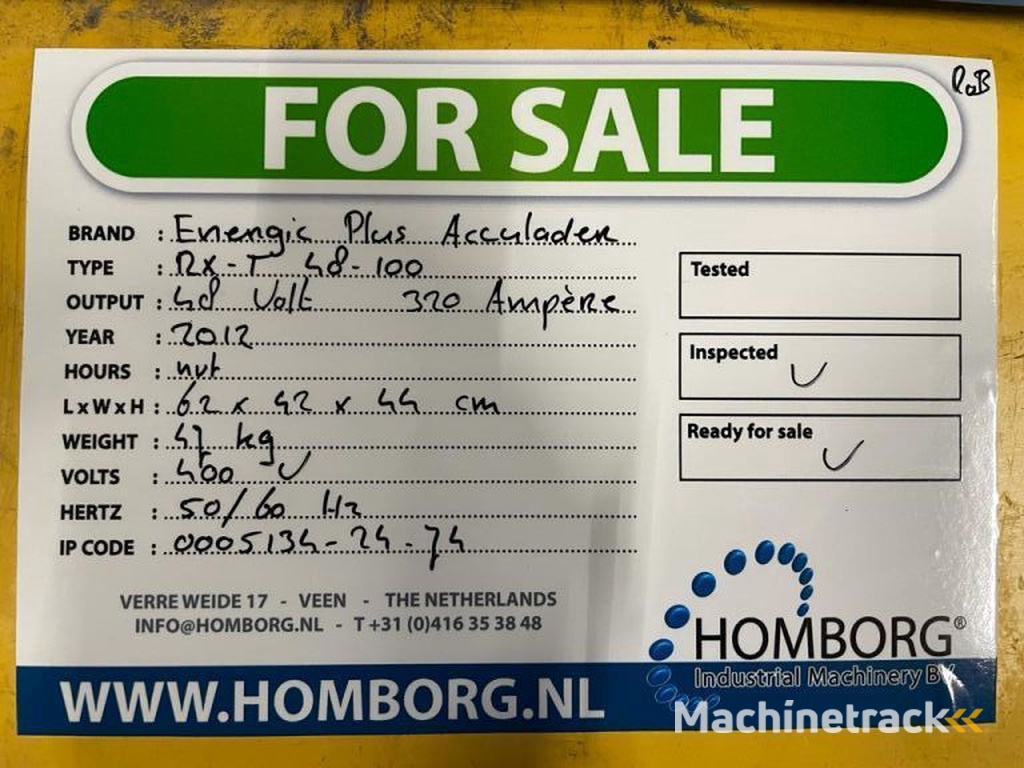 RoB
FOR SALE
BRAND : Energic Plus Acculader
TYPE : RX-T 48-100
OUTPUT : 48 Volt 320 Ampère
YEAR : 2012
HOURS : nvt
L x W x H : 62 x 42 x 44 cm
WEIGHT : 47 kg
VOLTS : 400 V
HERTZ : 50/60 Hz
IP CODE : 0005134-24-74
Tested
Inspected ✓
Ready for sale ✓
VERRE WEIDE 17 - VEEN - THE NETHERLANDS
INFO@HOMBORG.NL - T +31 (0)416 35 38 48
HOMBORG®
Industrial Machinery BV
WWW.HOMBORG.NL
Machinetrack